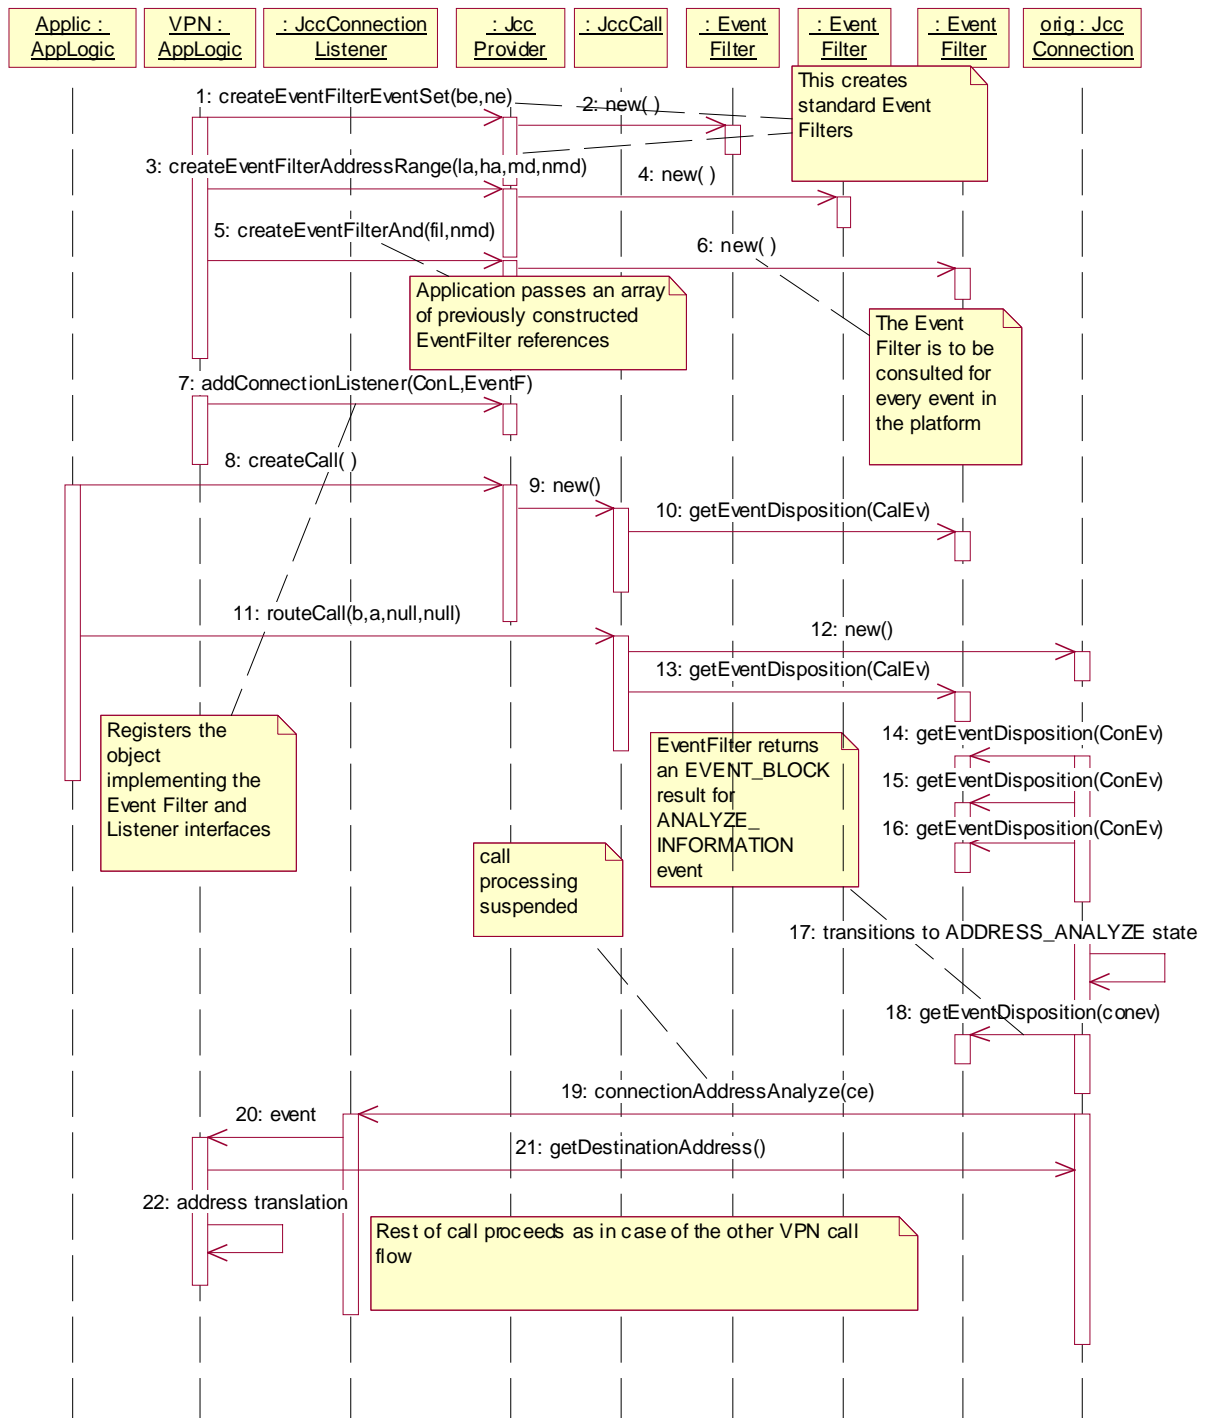 Applic :
AppLogic
VPN :
AppLogic
: JccConnection
Listener
: Jcc
Provider
: JccCall
: Event
Filter
: Event
Filter
: Event
Filter
orig : Jcc
Connection
This creates
standard Event
Filters
1: createEventFilterEventSet(be,ne)
2: new( )
3: createEventFilterAddressRange(la,ha,md,nmd)
4: new( )
5: createEventFilterAnd(fil,nmd)
6: new( )
Application passes an array
of previously constructed
EventFilter references
The Event
Filter is to be
consulted for
every event in
the platform
7: addConnectionListener(ConL,EventF)
8: createCall( )
9: new()
10: getEventDisposition(CalEv)
11: routeCall(b,a,null,null)
12: new()
13: getEventDisposition(CalEv)
Registers the
object
implementing the
Event Filter and
Listener interfaces
EventFilter returns
an EVENT_BLOCK
result for
ANALYZE_
INFORMATION
event
14: getEventDisposition(ConEv)
15: getEventDisposition(ConEv)
16: getEventDisposition(ConEv)
call
processing
suspended
17: transitions to ADDRESS_ANALYZE state
18: getEventDisposition(conev)
19: connectionAddressAnalyze(ce)
20: event
21: getDestinationAddress()
22: address translation
Rest of call proceeds as in case of the other VPN call
flow